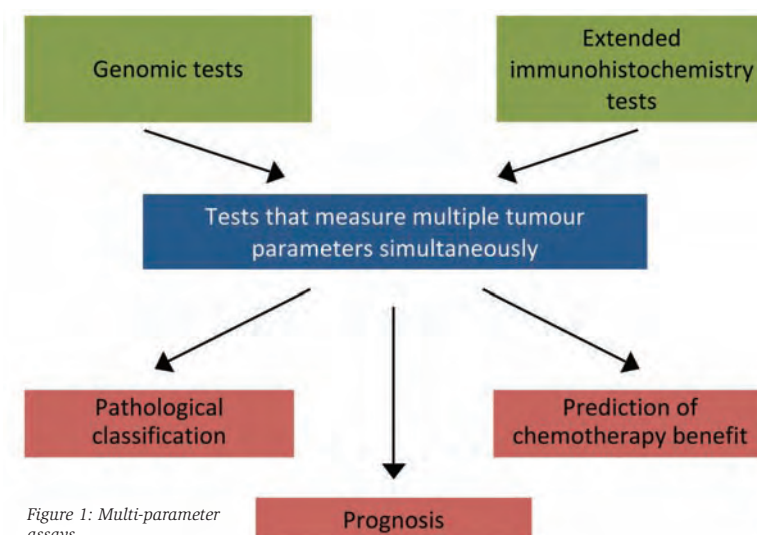 Genomic tests
Extended
immunohistochemistry
tests
Tests that measure multiple tumour
parameters simultaneously
Pathological
classification
Prediction of
chemotherapy benefit
Prognosis
Figure 1: Multi-parameter
assays